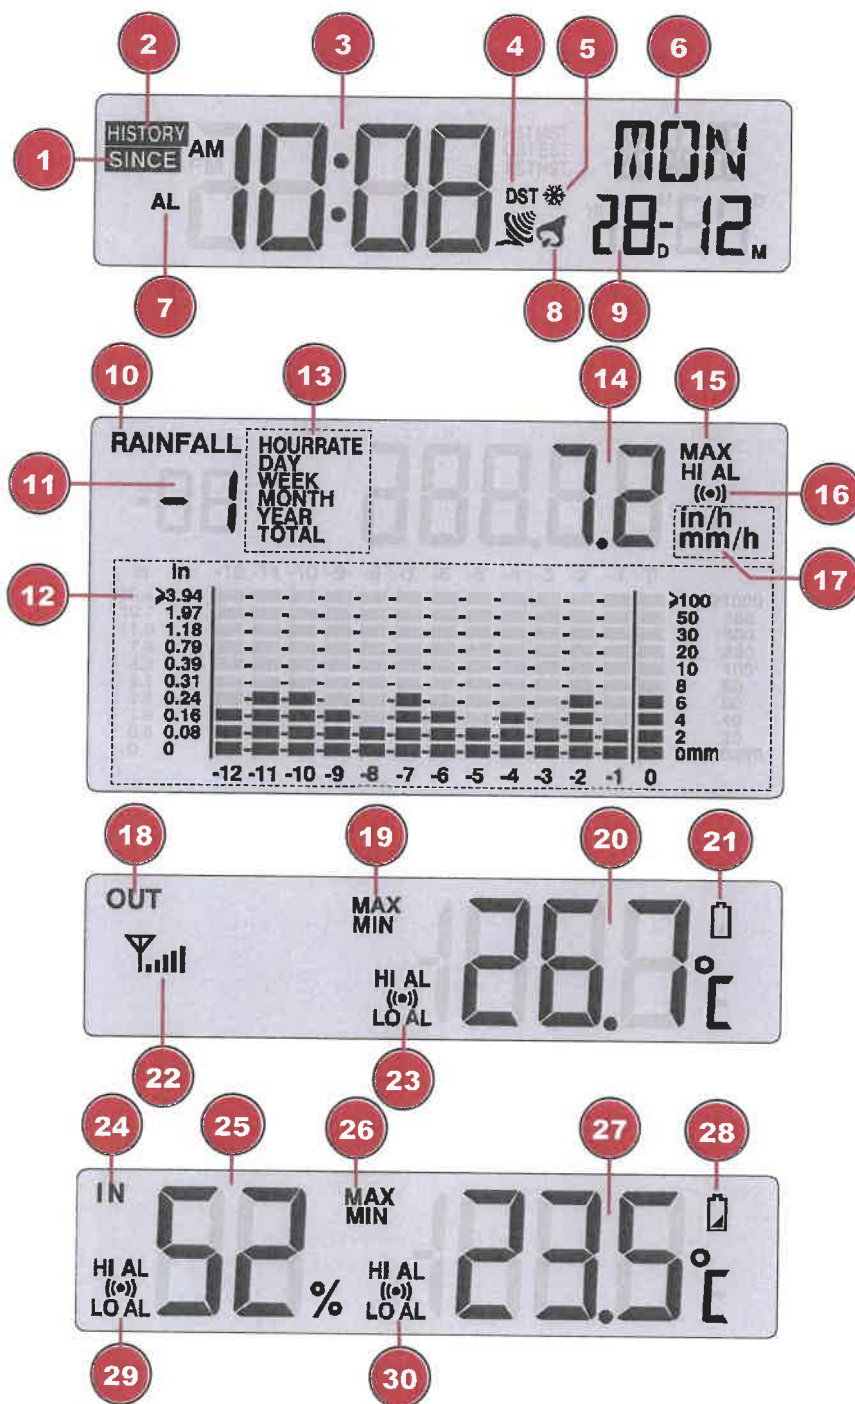 2 3 4 5 6
1 HISTORY AM 10:08 MON
SINCE
AL DST 28-12
D M
7 8 9
10 13 14 15
RAINFALL HOURRATE 7.2 MAX
DAY HI AL
11 -1 WEEK ((•)) 16
MONTH in/h
YEAR mm/h
TOTAL 17
12 in
>3.94 >100
1.97 50
1.18 30
0.79 20
0.39 10
0.31 8
0.24 6
0.16 4
0.08 2
0 0mm
-12 -11 -10 -9 -8 -7 -6 -5 -4 -3 -2 -1 0
18 19 20 21
OUT MAX 26.7 °C
MIN
HI AL
((•))
LO AL
22 23
24 25 26 27 28
IN 52 % MAX 23.5 °C
MIN
HI AL HI AL
((•)) ((•))
LO AL LO AL
29 30